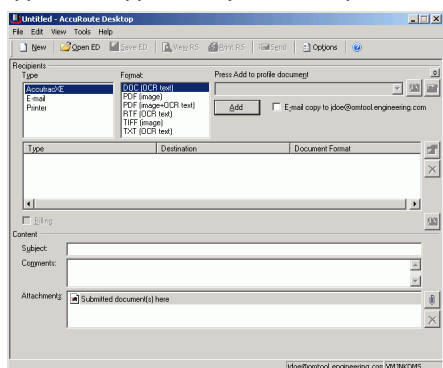 Untitled - AccuRoute Desktop
File Edit View Tools Help
New Open ED Save ED View RS Print RS Send Options
Recipients
Type Format: Press Add to profile document
AccutracXE
E-mail
Printer
DOC (OCR text)
PDF (image)
PDF (image+OCR text)
RTF (OCR text)
TIFF (image)
TXT (OCR text)
Add E-mail copy to jdoe@omtool.engineering.com
Type Destination Document Format
Billing
Content
Subject:
Comments:
Attachments: Submitted document(s) here
jdoe@omtool.engineering.com